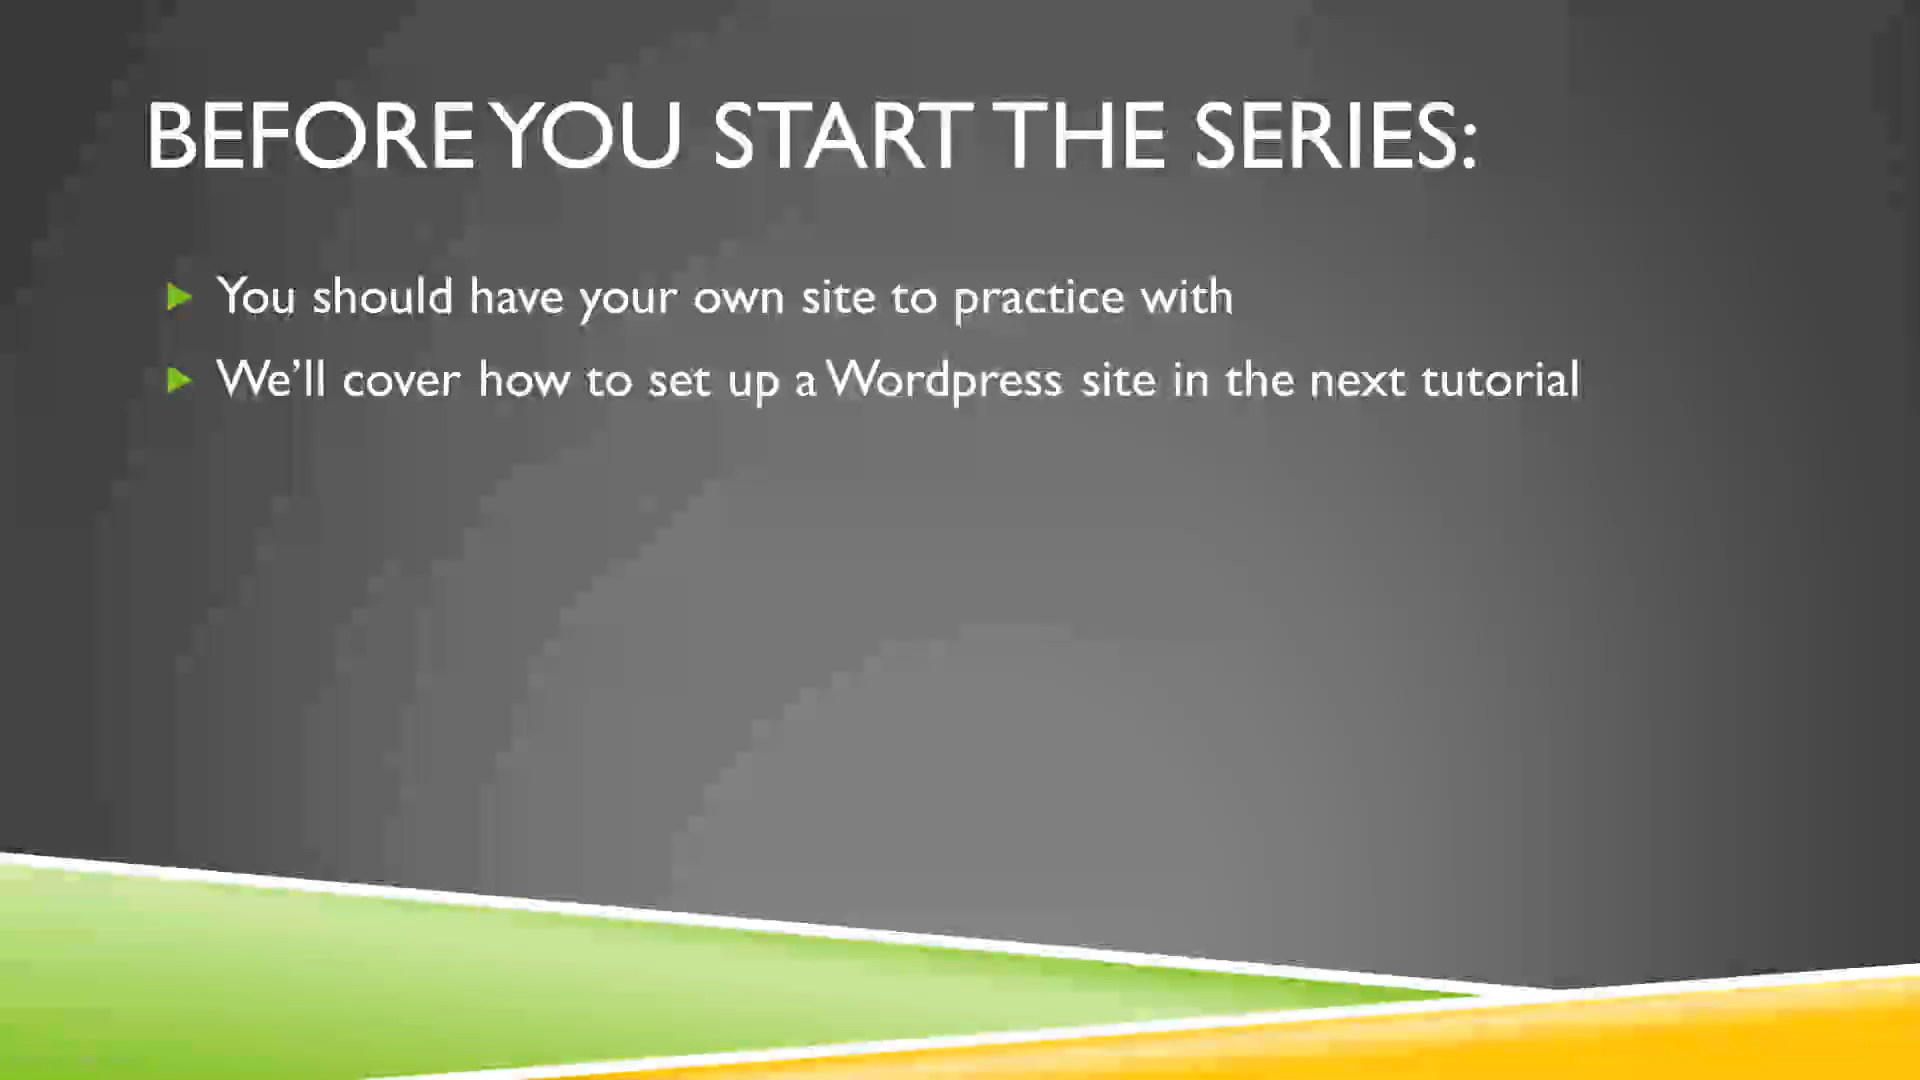 BEFORE YOU START THE SERIES:
You should have your own site to practice with
We’ll cover how to set up a Wordpress site in the next tutorial